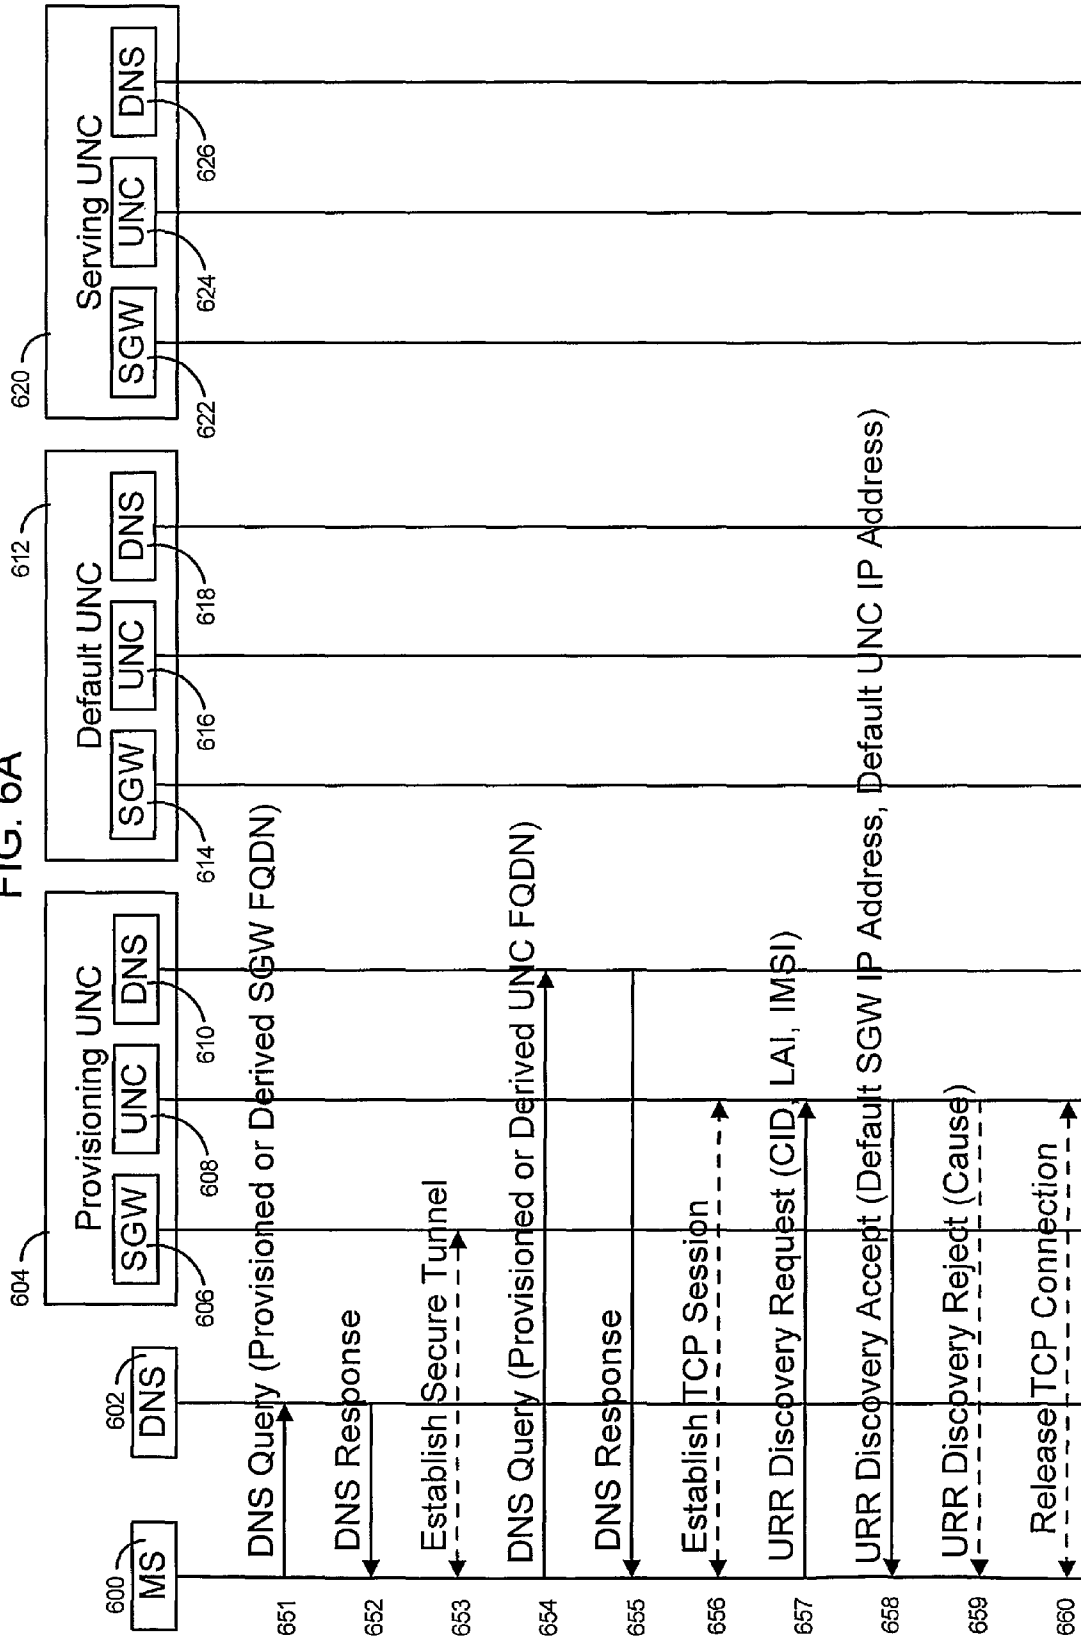 FIG. 6A
600
MS
602
DNS
604
Provisioning UNC
SGW
UNC
DNS
606
608
610
612
Default UNC
SGW
UNC
DNS
614
616
618
620
Serving UNC
SGW
UNC
DNS
622
624
626
651
DNS Query (Provisioned or Derived SGW FQDN)
652
DNS Response
653
Establish Secure Tunnel
654
DNS Query (Provisioned or Derived UNC FQDN)
655
DNS Response
656
Establish TCP Session
657
URR Discovery Request (CID, LAI, IMSI)
658
URR Discovery Accept (Default SGW IP Address, Default UNC IP Address)
659
URR Discovery Reject (Cause)
660
Release TCP Connection